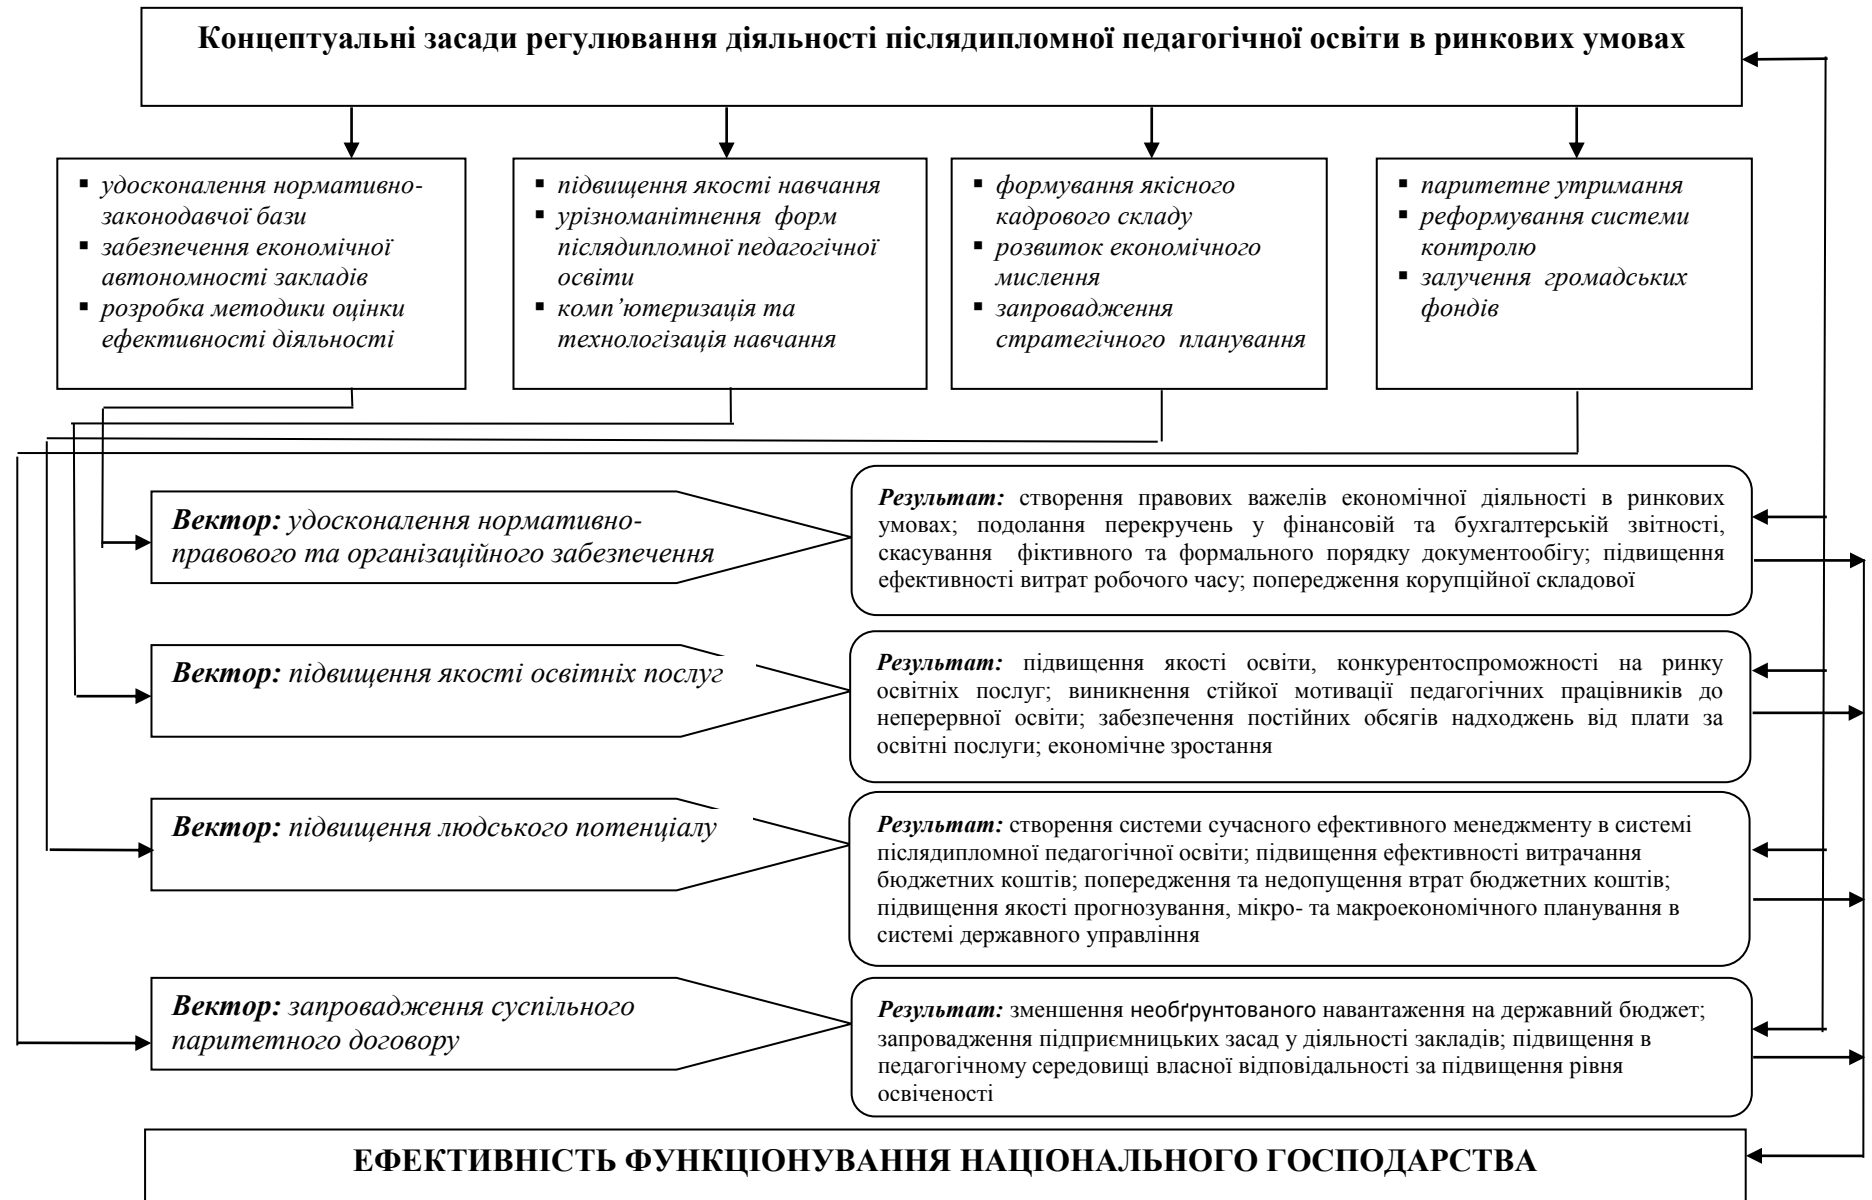 Концептуальні засади регулювання діяльності післядипломної педагогічної освіти в ринкових умовах
▪ удосконалення нормативно-
законодавчої бази
▪ забезпечення економічної
автономності закладів
▪ розробка методики оцінки
ефективності діяльності
▪ підвищення якості навчання
▪ урізноманітнення форм
післядипломної педагогічної
освіти
▪ комп’ютеризація та
технологізація навчання
▪ формування якісного
кадрового складу
▪ розвиток економічного
мислення
▪ запровадження
стратегічного планування
▪ паритетне утримання
▪ реформування системи
контролю
▪ залучення громадських
фондів
Вектор: удосконалення нормативно-
правового та організаційного забезпечення
Результат: створення правових важелів економічної діяльності в ринкових
умовах; подолання перекручень у фінансовій та бухгалтерській звітності,
скасування фіктивного та формального порядку документообігу; підвищення
ефективності витрат робочого часу; попередження корупційної складової
Вектор: підвищення якості освітніх послуг
Результат: підвищення якості освіти, конкурентоспроможності на ринку
освітніх послуг; виникнення стійкої мотивації педагогічних працівників до
неперервної освіти; забезпечення постійних обсягів надходжень від плати за
освітні послуги; економічне зростання
Вектор: підвищення людського потенціалу
Результат: створення системи сучасного ефективного менеджменту в системі
післядипломної педагогічної освіти; підвищення ефективності витрачання
бюджетних коштів; попередження та недопущення втрат бюджетних коштів;
підвищення якості прогнозування, мікро- та макроекономічного планування в
системі державного управління
Вектор: запровадження суспільного
паритетного договору
Результат: зменшення необґрунтованого навантаження на державний бюджет;
запровадження підприємницьких засад у діяльності закладів; підвищення в
педагогічному середовищі власної відповідальності за підвищення рівня
освіченості
ЕФЕКТИВНІСТЬ ФУНКЦІОНУВАННЯ НАЦІОНАЛЬНОГО ГОСПОДАРСТВА